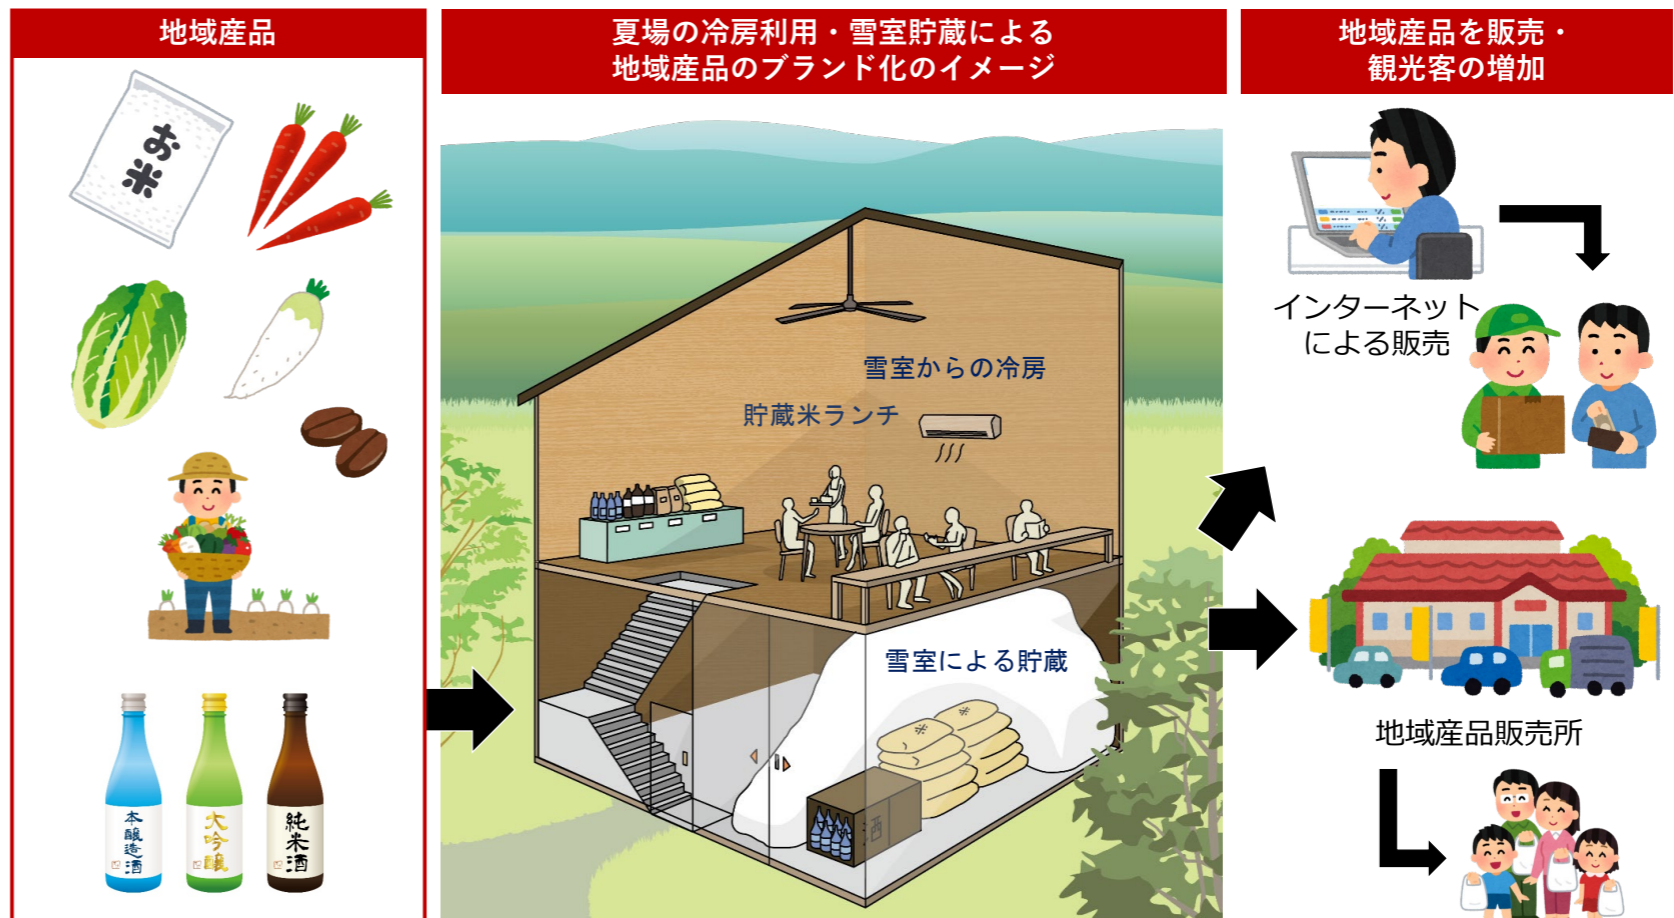 地域産品
お米
本醸造酒
大吟醸
純米酒
夏場の冷房利用・雪室貯蔵による
地域産品のブランド化のイメージ
雪室からの冷房
貯蔵米ランチ
雪室による貯蔵
米
米
酒
地域産品を販売・
観光客の増加
インターネット
による販売
地域産品販売所